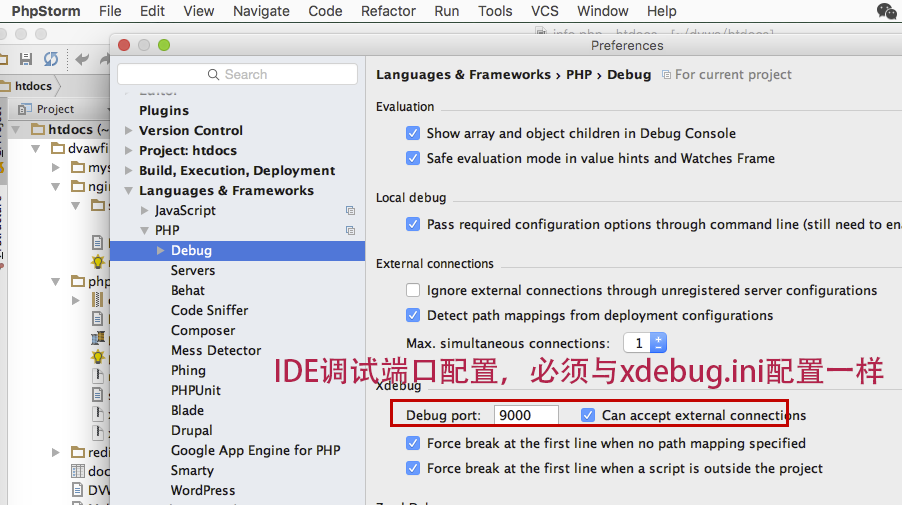 PhpStorm File Edit View Navigate Code Refactor Run Tools VCS Window Help
Preferences
htdocs
Search
Languages & Frameworks › PHP › Debug For current project
Project
Plugins
Evaluation
htdocs (~
Version Control
Show array and object children in Debug Console
dvawfi
Project: htdocs
mys
Build, Execution, Deployment
Safe evaluation mode in value hints and Watches Frame
ngin
Languages & Frameworks
Local debug
JavaScript
Pass required configuration options through command line (still need to ena
PHP
Debug
External connections
Servers
php
Behat
Ignore external connections through unregistered server configurations
Code Sniffer
Detect path mappings from deployment configurations
Composer
Max. simultaneous connections: 1
Mess Detector
IDE调试端口配置，必须与xdebug.ini配置一样
Phing
Xdebug
PHPUnit
Blade
Debug port: 9000 Can accept external connections
Drupal
Force break at the first line when no path mapping specified
redi
Google App Engine for PHP
doc
Smarty
Force break at the first line when a script is outside the project
DVW
WordPress